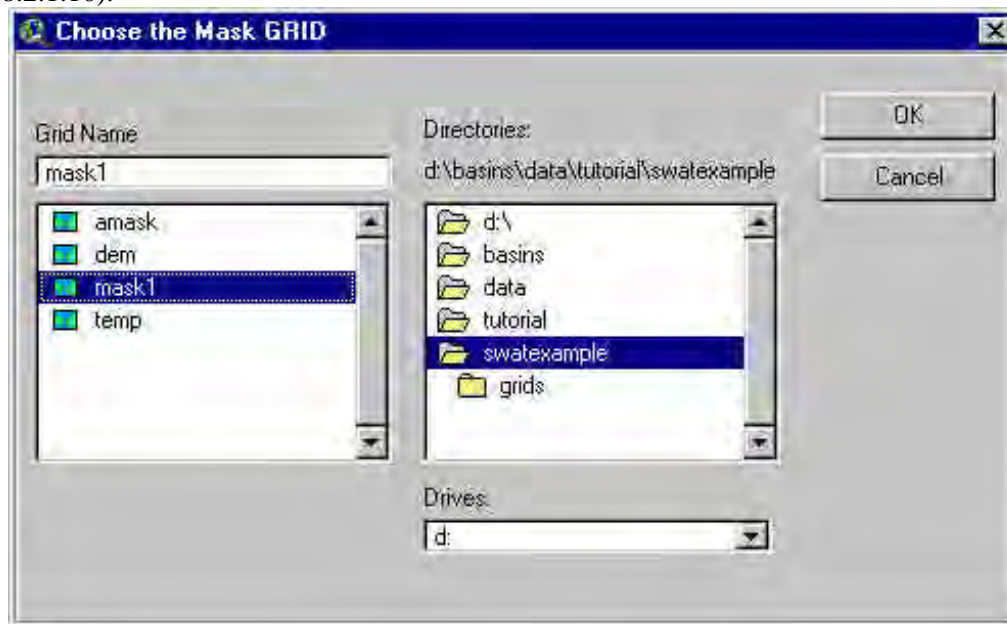 Choose the Mask GRID
Grid Name
mask1
amask
dem
mask1
temp
Directories:
d:\basins\data\tutorial\swatexample
d:\
basins
data
tutorial
swatexample
grids
Drives:
d:
OK
Cancel